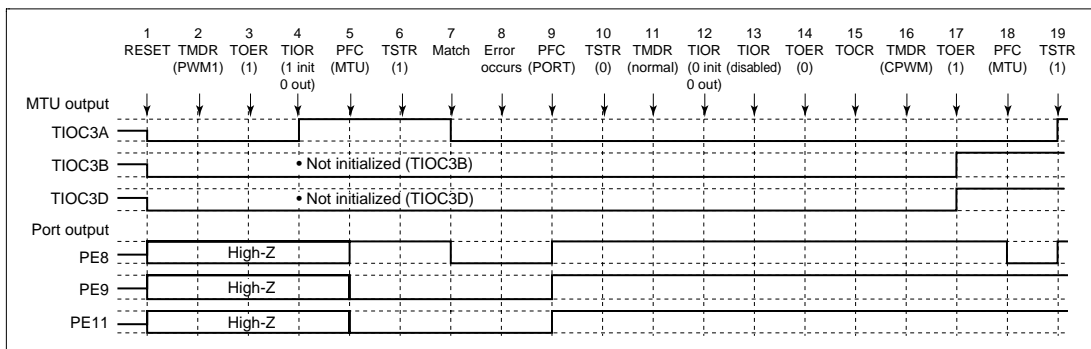 1 2 3 4 5 6 7 8 9 10 11 12 13 14 15 16 17 18 19
RESET TMDR TOER TIOR PFC TSTR Match Error PFC TSTR TMDR TIOR TIOR TOER TOCR TMDR TOER PFC TSTR
(PWM1) (1) (1 init (MTU) (1) occurs (PORT) (0) (normal) (0 init (disabled) (0) (CPWM) (1) (MTU) (1)
0 out) 0 out)
MTU output
TIOC3A
TIOC3B • Not initialized (TIOC3B)
TIOC3D • Not initialized (TIOC3D)
Port output
PE8 High-Z
PE9 High-Z
PE11 High-Z